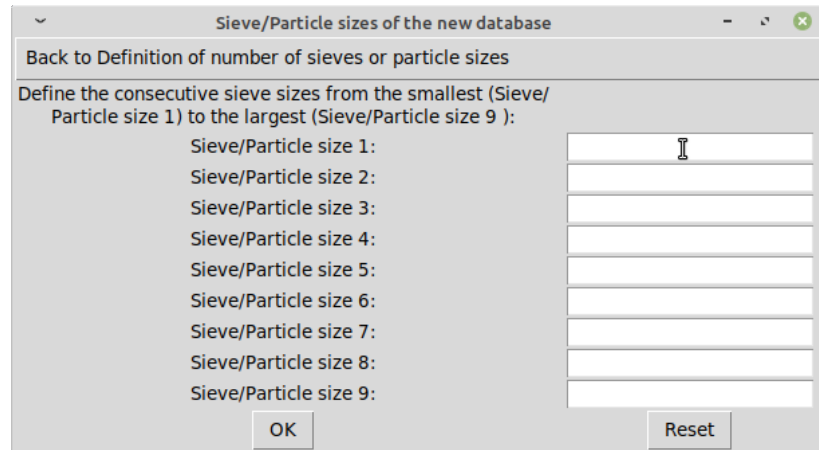 Sieve/Particle sizes of the new database
Back to Definition of number of sieves or particle sizes
Define the consecutive sieve sizes from the smallest (Sieve/
Particle size 1) to the largest (Sieve/Particle size 9 ):
Sieve/Particle size 1:
Sieve/Particle size 2:
Sieve/Particle size 3:
Sieve/Particle size 4:
Sieve/Particle size 5:
Sieve/Particle size 6:
Sieve/Particle size 7:
Sieve/Particle size 8:
Sieve/Particle size 9:
OK Reset